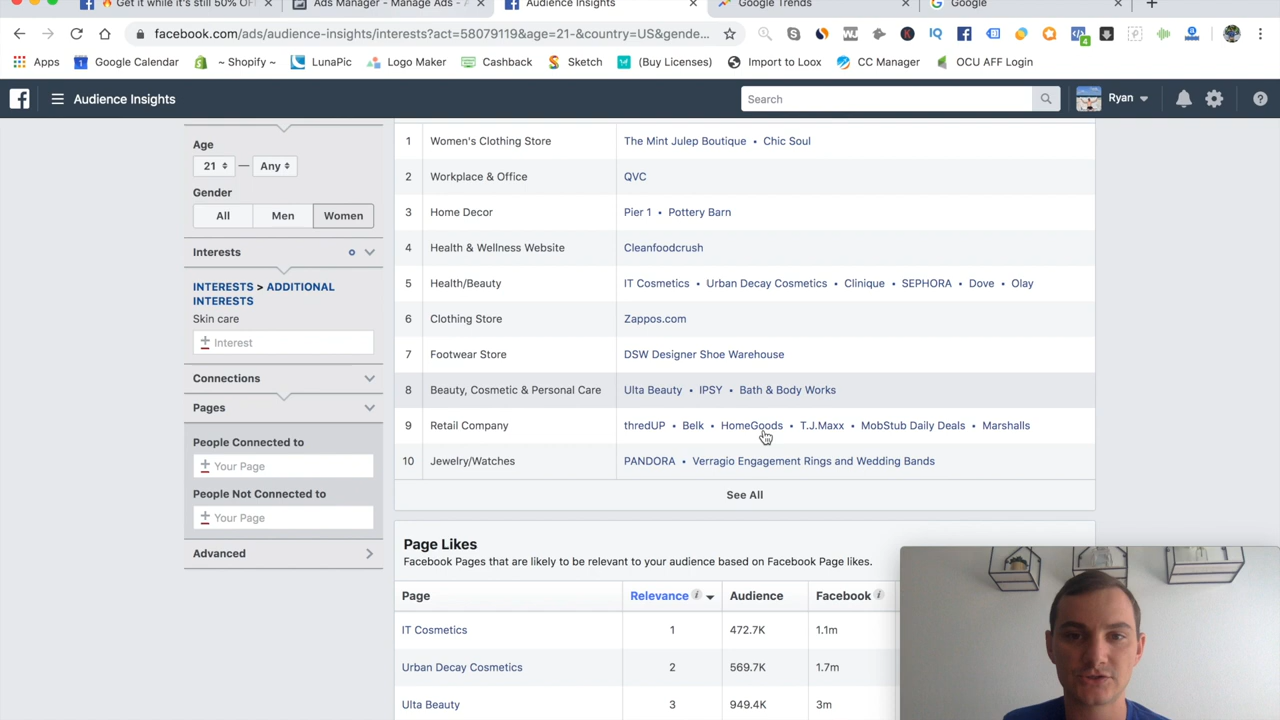 Get it while it's still 50% OFF
Ads Manager - Manage Ads -
Audience Insights
Google Trends
Google
facebook.com/ads/audience-insights/interests?act=58079119&age=21-&country=US&gende...
4
Apps
Google Calendar
~ Shopify ~
LunaPic
Logo Maker
Cashback
Sketch
(Buy Licenses)
Import to Loox
CC Manager
OCU AFF Login
Audience Insights
Search
Ryan
Age
21 — Any
Gender
All Men Women
Interests
INTERESTS > ADDITIONAL
INTERESTS
Skin care
Interest
Connections
Pages
People Connected to
Your Page
People Not Connected to
Your Page
Advanced
1 Women's Clothing Store The Mint Julep Boutique • Chic Soul
2 Workplace & Office QVC
3 Home Decor Pier 1 • Pottery Barn
4 Health & Wellness Website Cleanfoodcrush
5 Health/Beauty IT Cosmetics • Urban Decay Cosmetics • Clinique • SEPHORA • Dove • Olay
6 Clothing Store Zappos.com
7 Footwear Store DSW Designer Shoe Warehouse
8 Beauty, Cosmetic & Personal Care Ulta Beauty • IPSY • Bath & Body Works
9 Retail Company thredUP • Belk • HomeGoods • T.J.Maxx • MobStub Daily Deals • Marshalls
10 Jewelry/Watches PANDORA • Verragio Engagement Rings and Wedding Bands
See All
Page Likes
Facebook Pages that are likely to be relevant to your audience based on Facebook Page likes.
Page Relevance Audience Facebook
IT Cosmetics 1 472.7K 1.1m
Urban Decay Cosmetics 2 569.7K 1.7m
Ulta Beauty 3 949.4K 3m